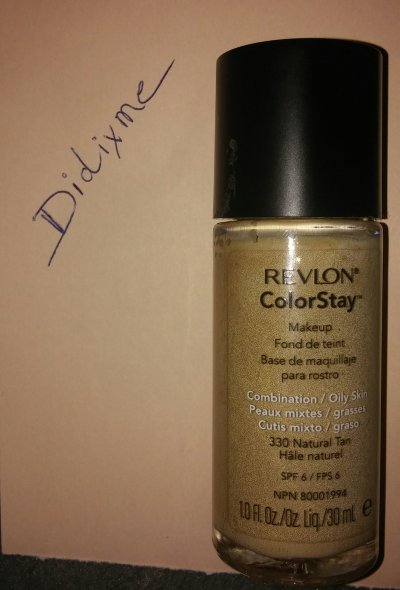 Didixme
REVLON®
ColorStay™
Makeup
Fond de teint
Base de maquillaje
para rostro
Combination / Oily Skin
Peaux mixtes / grasses
Cutis mixto / graso
330 Natural Tan
Hâle naturel
SPF 6 / FPS 6
NPN 80001994
1.0 Fl. Oz./Oz. Liq./30 mL e